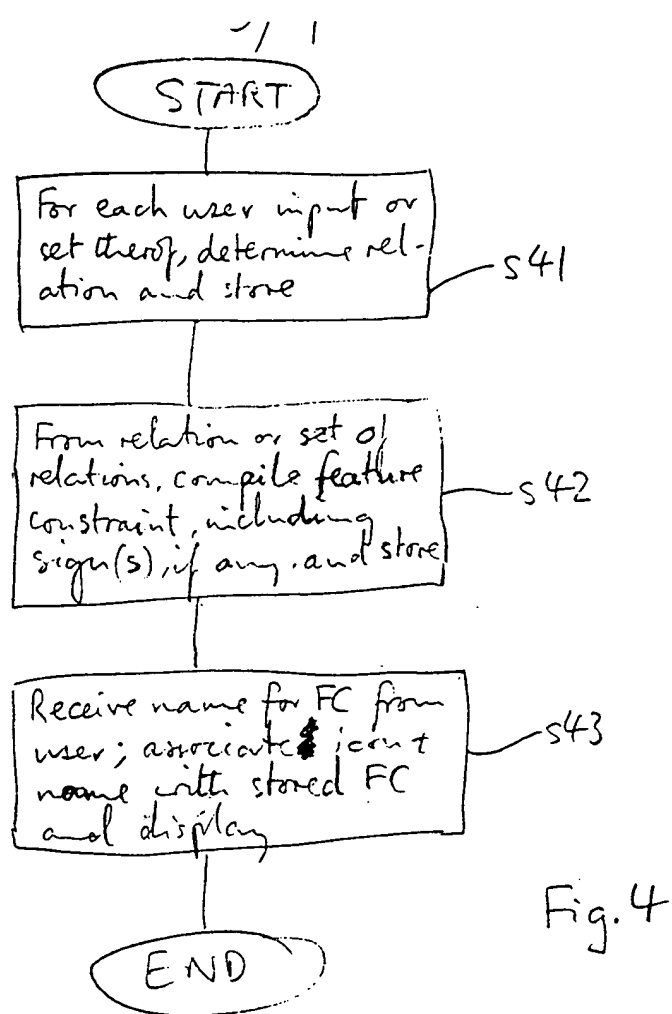 START
For each user input or
set therof, determine rel-
ation and store
s41
From relation or set of
relations, compile feature
constraint, including
sign(s), if any, and store
s42
Receive name for FC from
user; associate icon +
name with stored FC
and display
s43
END
Fig. 4